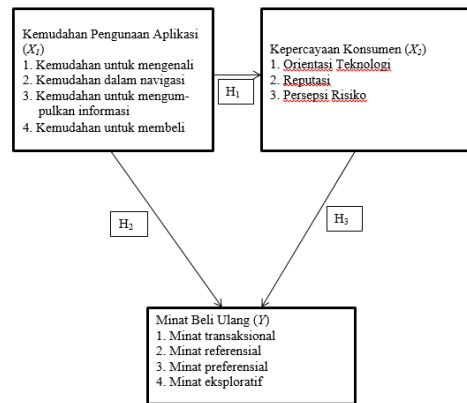 Kemudahan Pengunaan Aplikasi
(X1)
1. Kemudahan untuk mengenali
2. Kemudahan dalam navigasi
3. Kemudahan untuk mengum-
pulkan informasi
4. Kemudahan untuk membeli
H1
Kepercayaan Konsumen (X2)
1. Orientasi Teknologi
2. Reputasi
3. Persepsi Risiko
H2
H3
Minat Beli Ulang (Y)
1. Minat transaksional
2. Minat referensial
3. Minat preferensial
4. Minat eksploratif